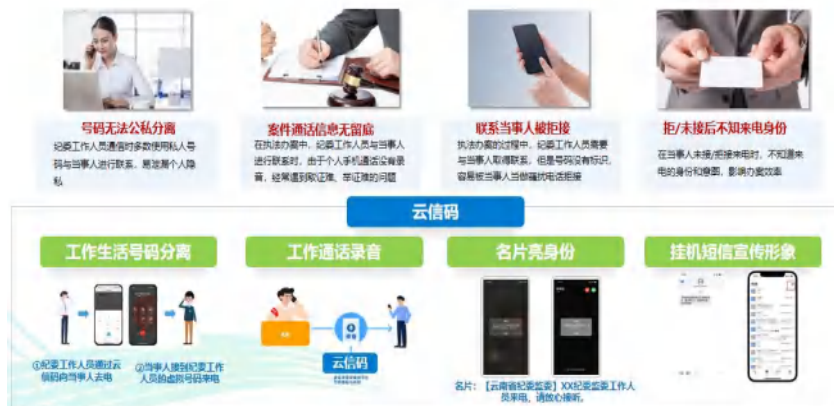 号码无法公私分离
纪委工作人员通信时多数使用私人号
码与当事人进行联系，易泄漏个人隐
私
案件通话信息无留底
在执法办案中，纪委工作人员与当事人
进行联系时，由于个人手机通话没有录
音，经常遇到取证难、举证难的问题
联系当事人被拒接
执法办案的过程中，纪委工作人员需要
与当事人取得联系，但是号码没有标识，
容易被当事人当做骚扰电话拒接
拒/未接后不知来电身份
在当事人未接/拒接来电时，不知道来
电的身份和意图，影响办案效率
云信码
工作生活号码分离
工作通话录音
名片亮身份
挂机短信宣传形象
①纪委工作人员通过云
信码向当事人去电
②当事人接到纪委工作
人员的虚拟号码来电
云信码
名片：【云南省纪委监委】XX纪委监委工作人
员来电，请放心接听。